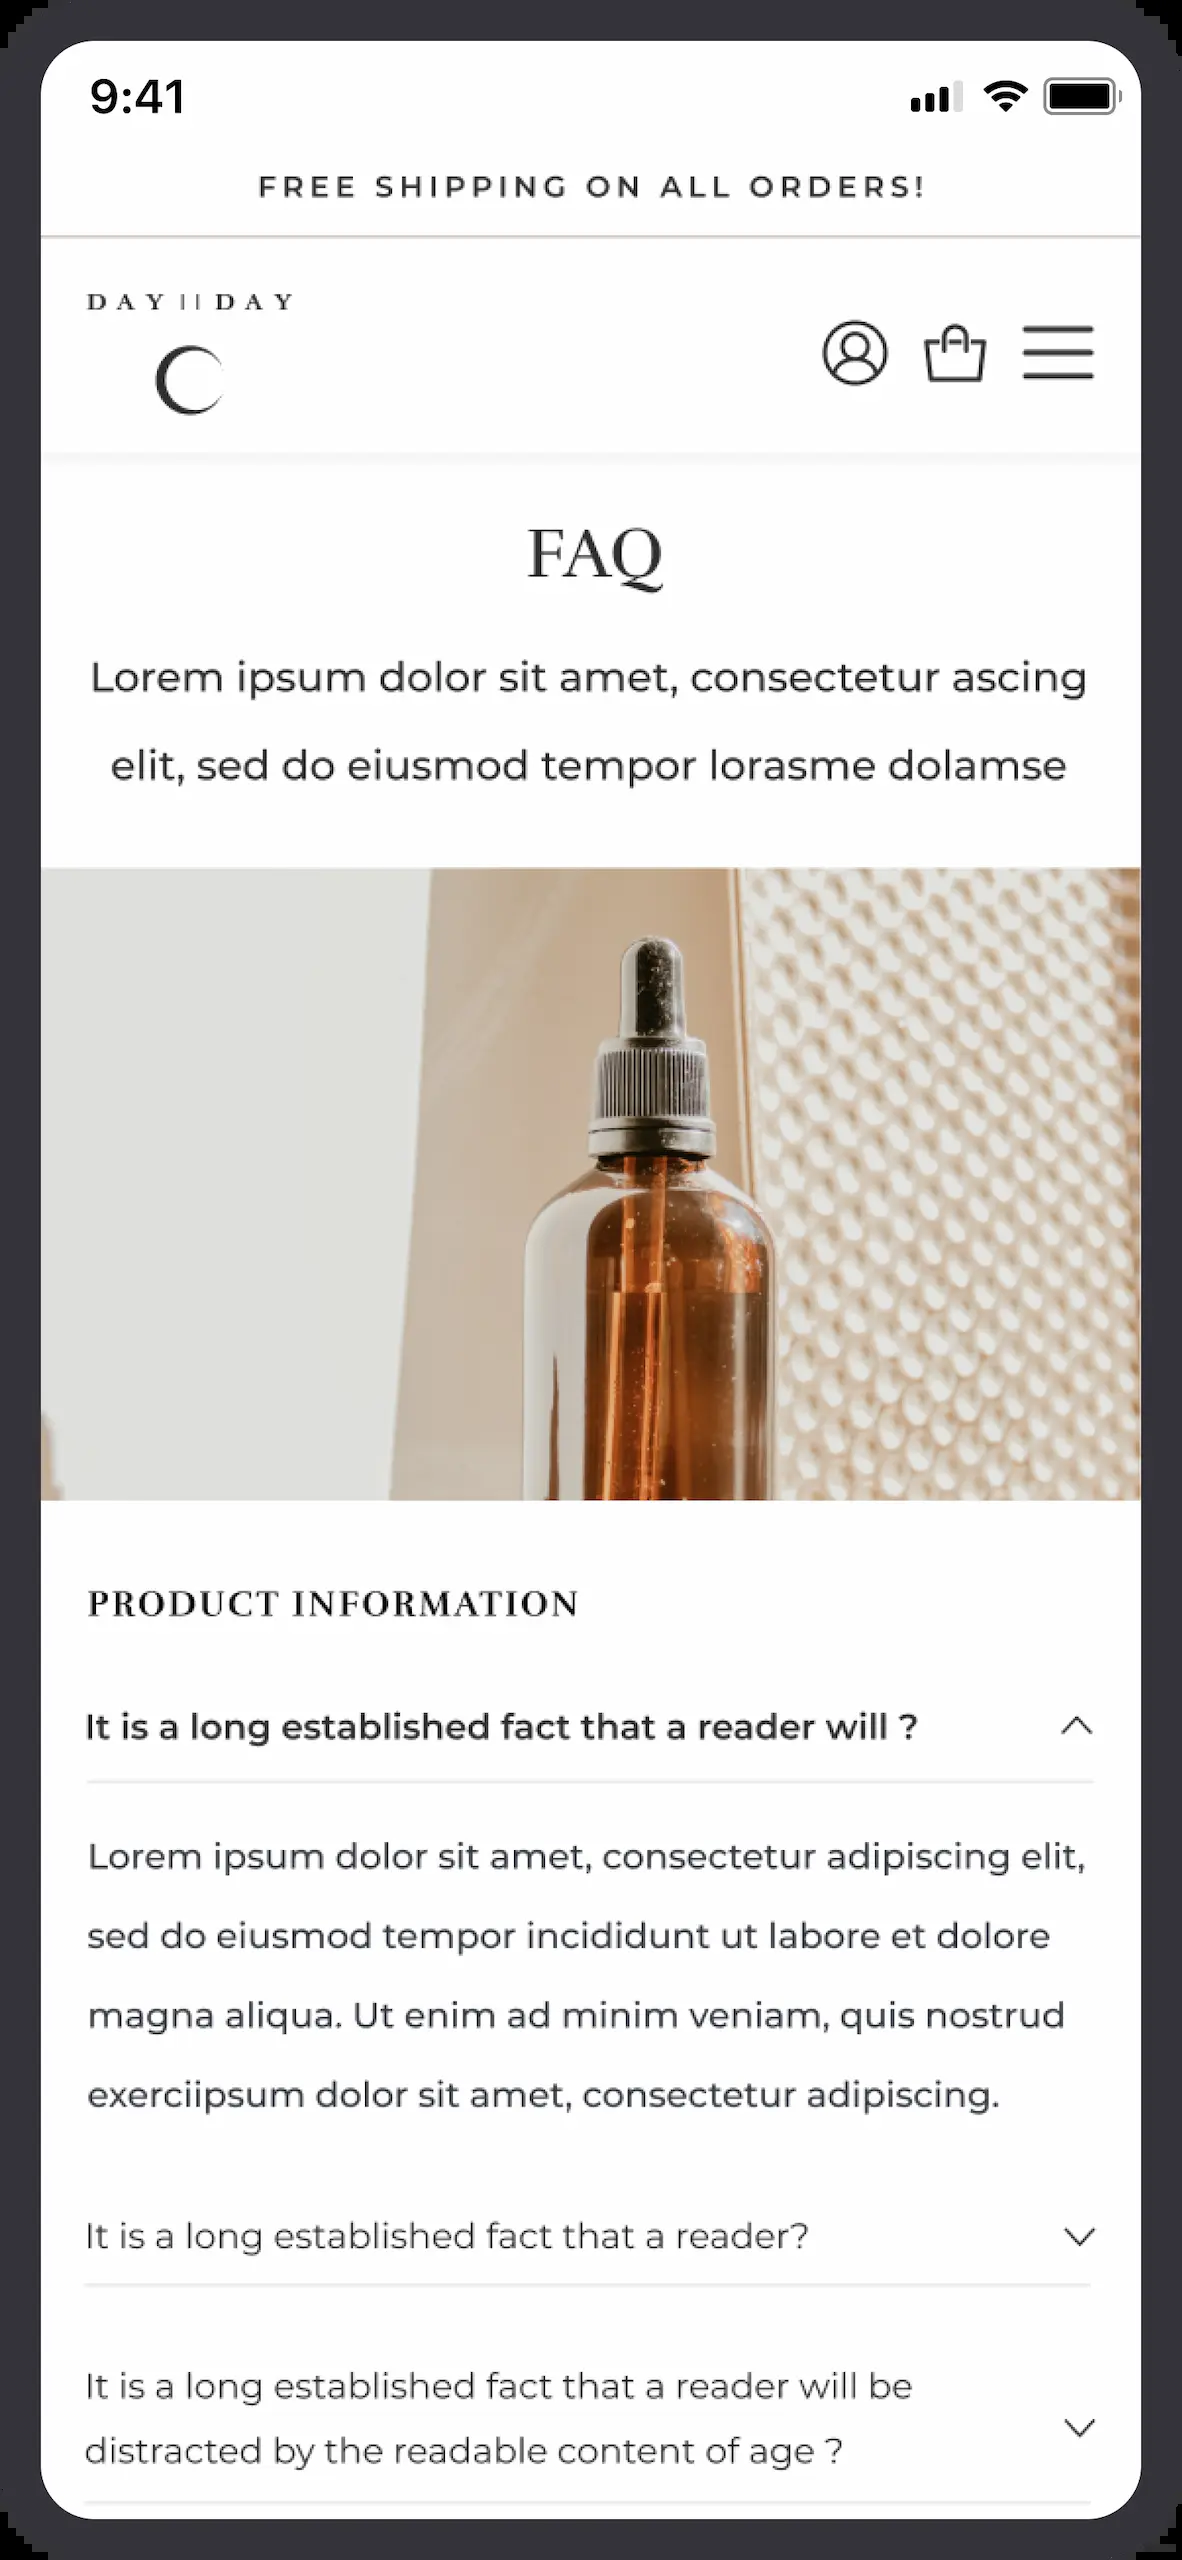 9:41
FREE SHIPPING ON ALL ORDERS!
DAY||DAY
FAQ
Lorem ipsum dolor sit amet, consectetur ascing
elit, sed do eiusmod tempor lorasme dolamse
PRODUCT INFORMATION
It is a long established fact that a reader will ?
Lorem ipsum dolor sit amet, consectetur adipiscing elit,
sed do eiusmod tempor incididunt ut labore et dolore
magna aliqua. Ut enim ad minim veniam, quis nostrud
exerciipsum dolor sit amet, consectetur adipiscing.
It is a long established fact that a reader?
It is a long established fact that a reader will be
distracted by the readable content of age ?